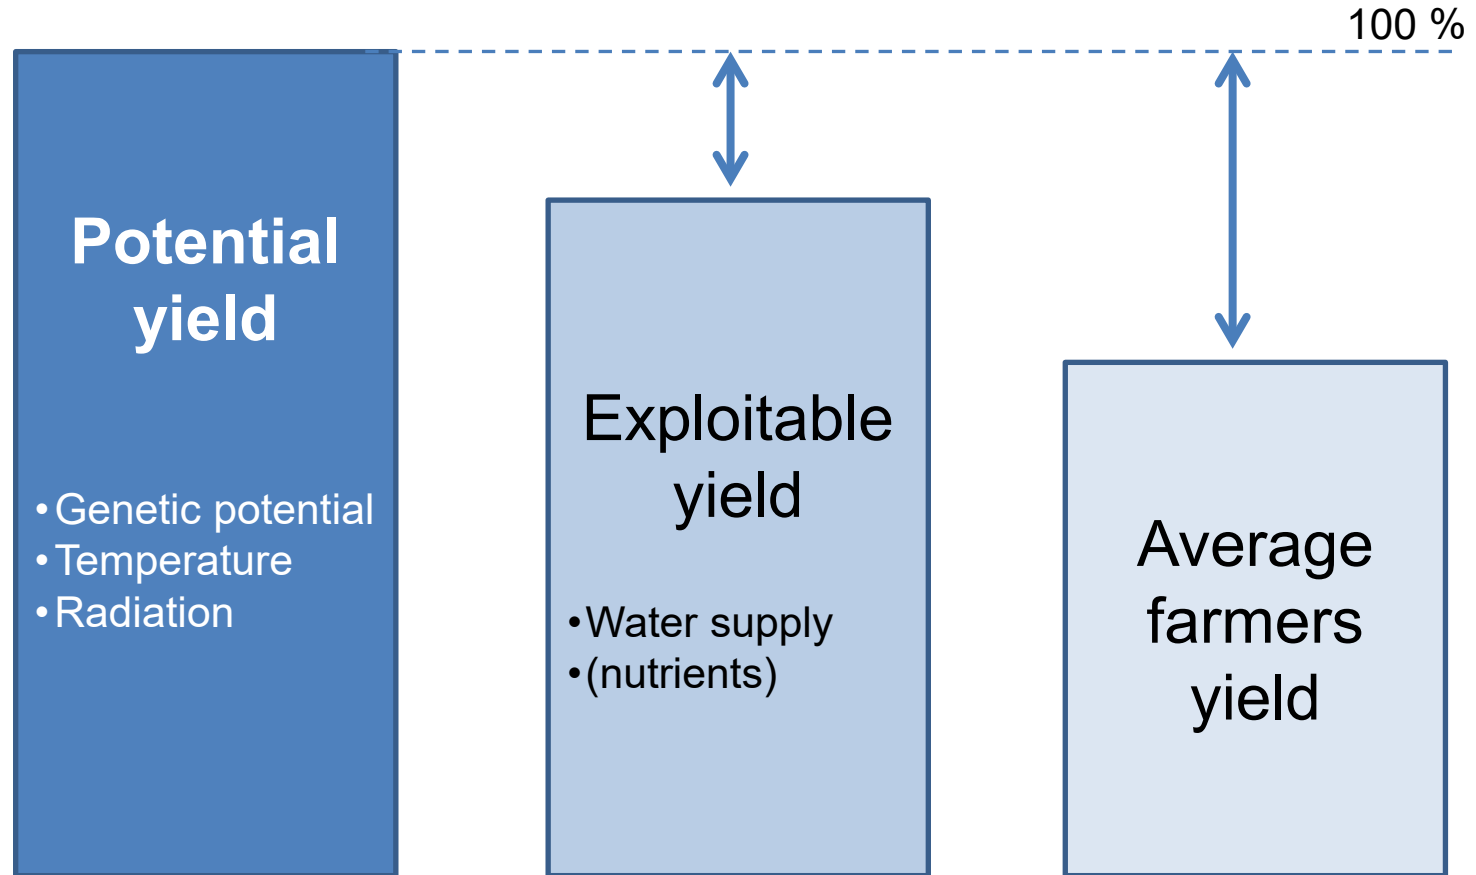 100 %
Potential
yield
•Genetic potential
•Temperature
•Radiation
Exploitable
yield
•Water supply
•(nutrients)
Average
farmers
yield